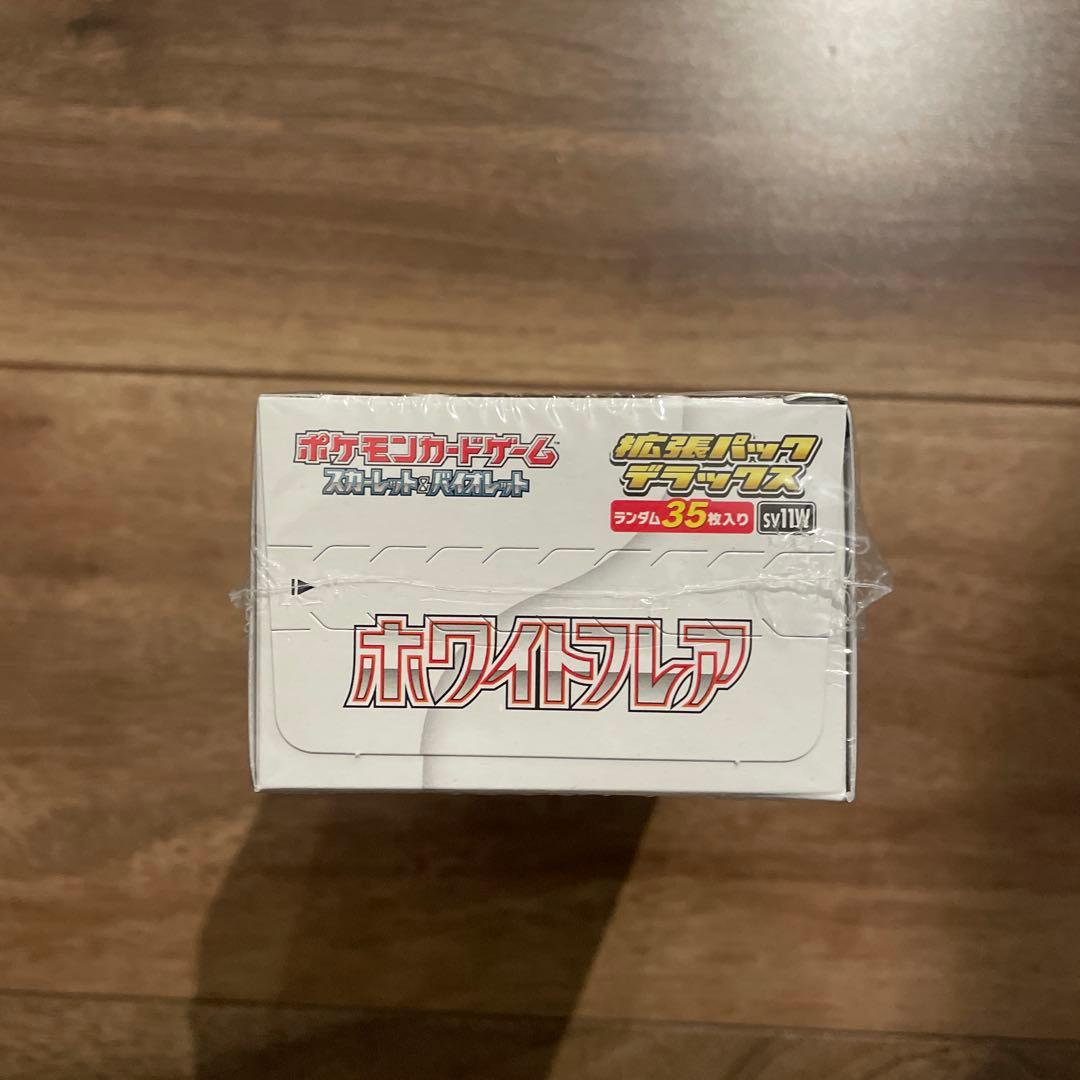 ポケモンカードゲーム™
スカーレット&バイオレット
拡張パック
デラックス
ランダム35枚入り
SV11W
ホワイトフレア